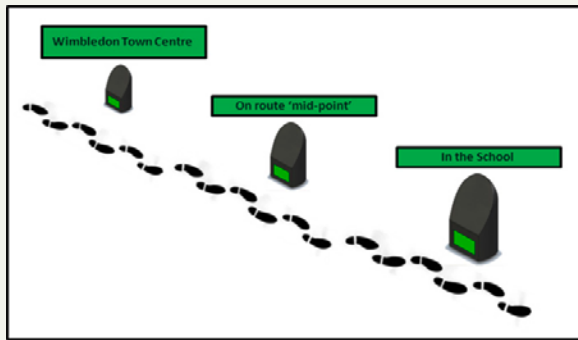 Wimbledon Town Centre
On route 'mid-point'
In the School